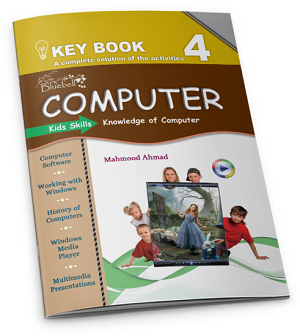 KEY BOOK 4
A complete solution of the activities
Bluebell
COMPUTER
Kids Skills
Knowledge of Computer
Mahmood Ahmad
Computer
Software
Working with
Windows
History of
Computers
Windows
Media
Player
Multimedia
Presentations